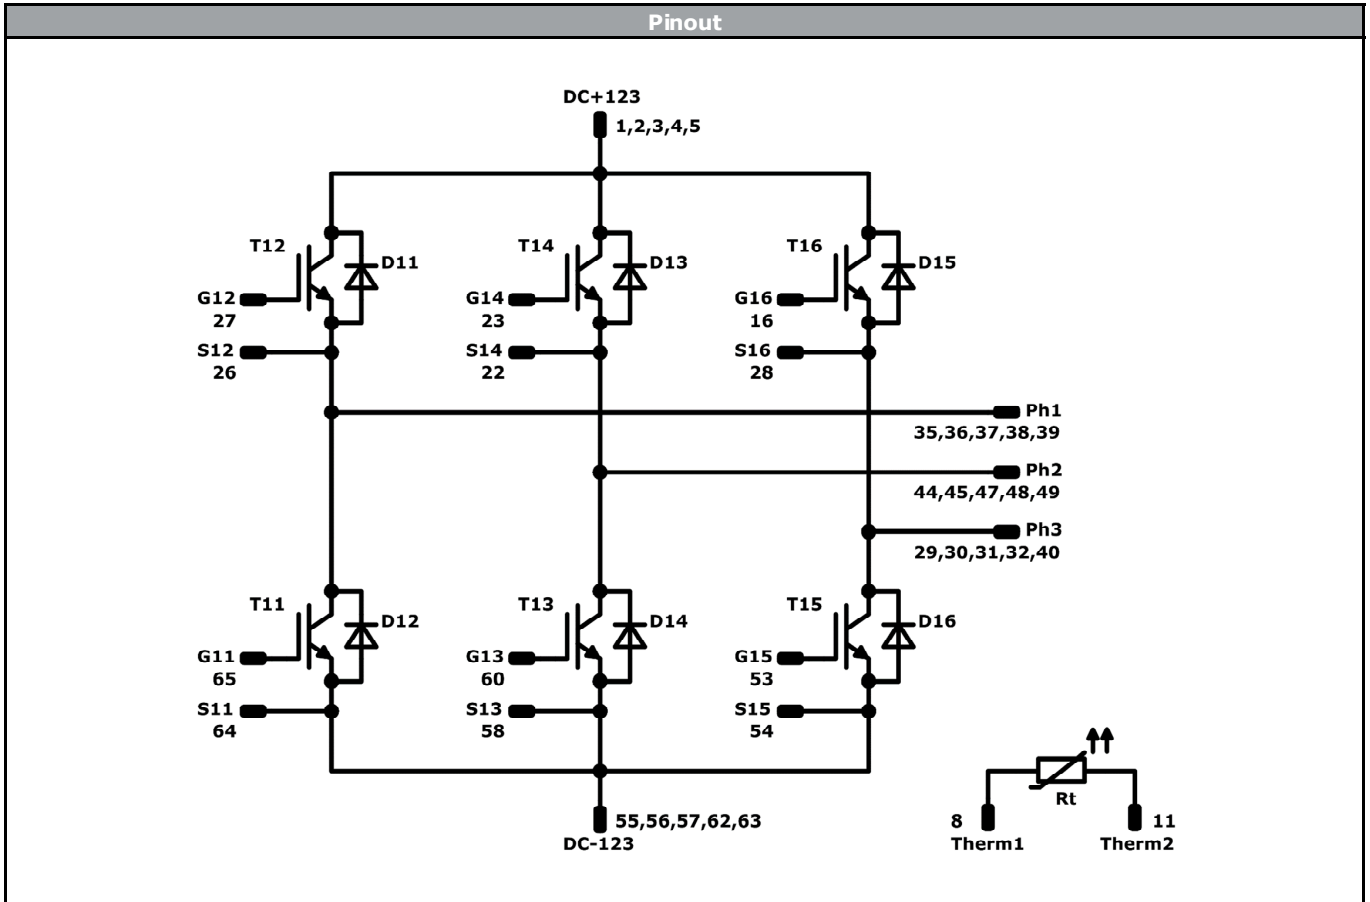 Pinout
DC+123
1,2,3,4,5
T12
D11
T14
D13
T16
D15
G12
27
G14
23
G16
16
S12
26
S14
22
S16
28
Ph1
35,36,37,38,39
Ph2
44,45,47,48,49
Ph3
29,30,31,32,40
T11
D12
T13
D14
T15
D16
G11
65
G13
60
G15
53
S11
64
S13
58
S15
54
Rt
55,56,57,62,63
DC-123
8
11
Therm1
Therm2